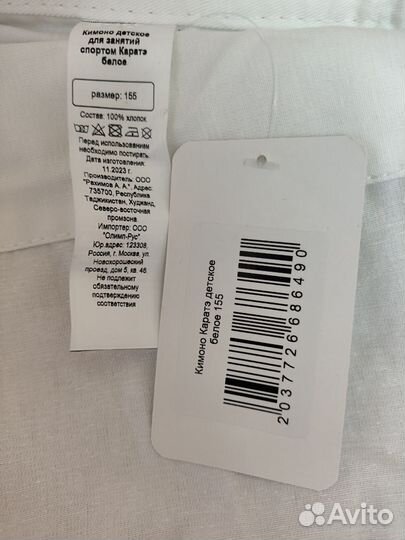 Кимоно детское
для занятий
спортом Каратэ
белое
размер: 155
Состав: 100% хлопок
Перед использованием
необходимо постирать.
Дата изготовления:
11.2023 г.
Производитель: ООО
"Рахимов А. А.", Адрес:
735700, Республика
Таджикистан, Худжанд,
Северо-восточная
промзона.
Импортер: ООО
"Олимп-Рус"
Юр.адрес: 123308,
Россия, г. Москва, ул.
Новохорошевский
проезд, дом 5, кв. 46.
Не подлежит
обязательному
подтверждению
соответствия
Кимоно Каратэ детское
белое 155
2037726686490
Avito